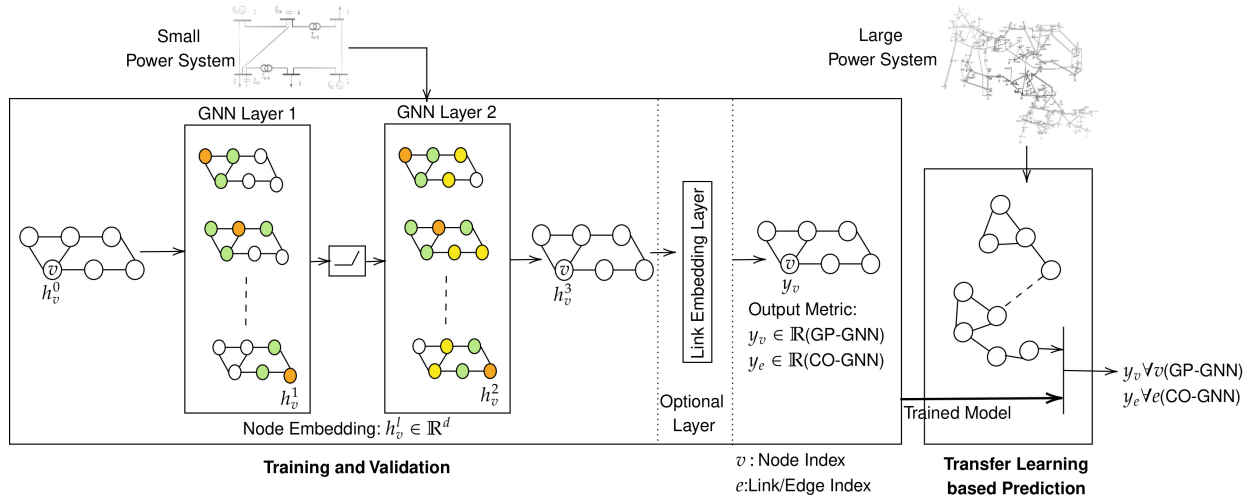 Small
Power System
Large
Power System
GNN Layer 1
GNN Layer 2
v
h_v^0
h_v^1
h_v^2
v
h_v^3
Link Embedding Layer
v
y_v
Output Metric:
y_v ∈ ℝ(GP-GNN)
y_e ∈ ℝ(CO-GNN)
Optional
Layer
Node Embedding: h_v^l ∈ ℝ^d
Trained Model
y_v∀v(GP-GNN)
y_e∀e(CO-GNN)
Training and Validation
v : Node Index
e:Link/Edge Index
Transfer Learning
based Prediction